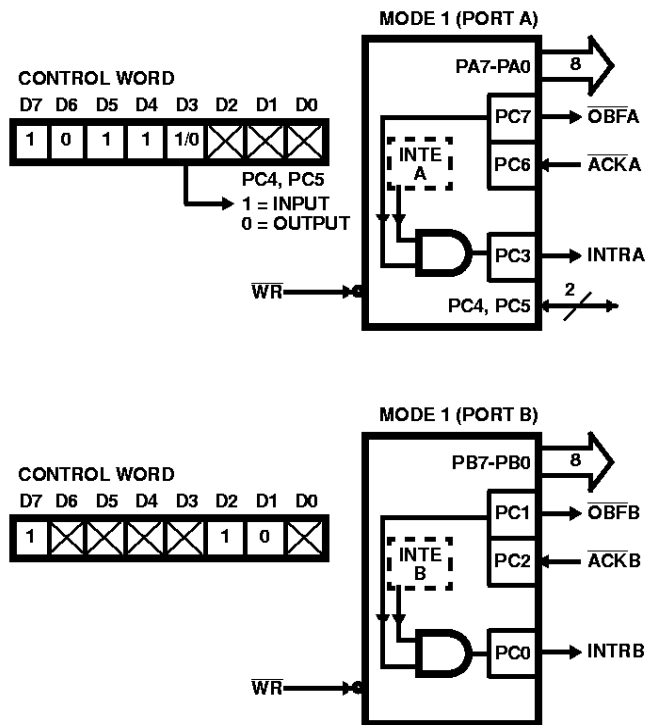 MODE 1 (PORT A)
CONTROL WORD
D7 D6 D5 D4 D3 D2 D1 D0
1 0 1 1 1/0
PC4, PC5
1 = INPUT
0 = OUTPUT
WR
PA7-PA0
8
PC7
OBFA
INTE
A
PC6
ACKA
PC3
INTRA
PC4, PC5
2
MODE 1 (PORT B)
CONTROL WORD
D7 D6 D5 D4 D3 D2 D1 D0
1 1 0
WR
PB7-PB0
8
PC1
OBFB
INTE
B
PC2
ACKB
PC0
INTRB